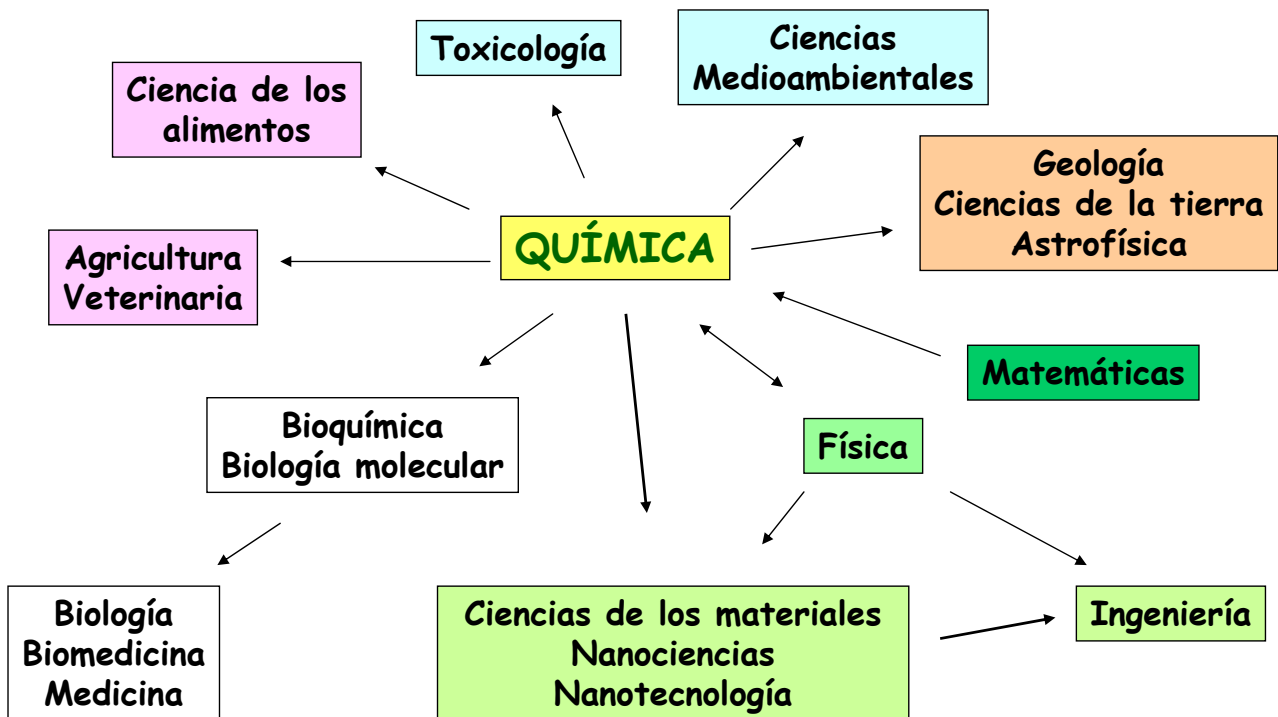 Toxicología
Ciencias
Medioambientales
Ciencia de los
alimentos
Geología
Ciencias de la tierra
Astrofísica
QUÍMICA
Agricultura
Veterinaria
Matemáticas
Bioquímica
Biología molecular
Física
Biología
Biomedicina
Medicina
Ciencias de los materiales
Nanociencias
Nanotecnología
Ingeniería